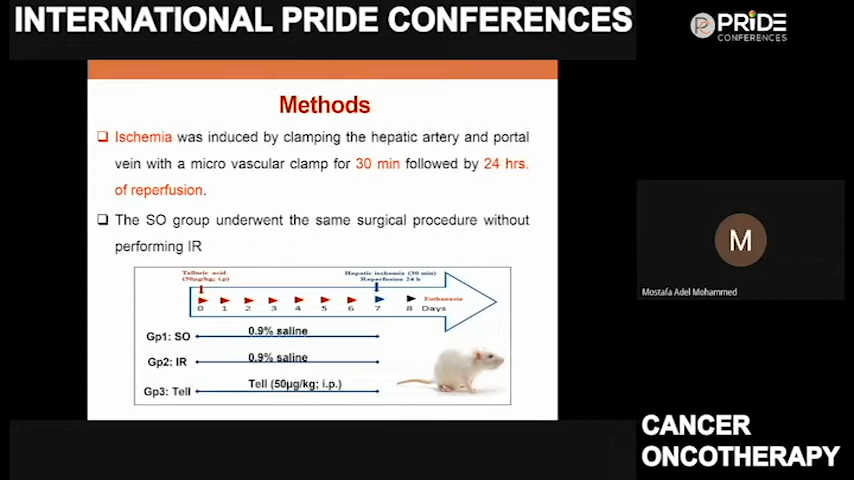 INTERNATIONAL PRIDE CONFERENCES
PRIDE
CONFERENCES
Methods
Ischemia was induced by clamping the hepatic artery and portal
vein with a micro vascular clamp for 30 min followed by 24 hrs.
of reperfusion.
The SO group underwent the same surgical procedure without
performing IR
Telluric acid
(50µg/kg; i.p)
Hepatic ischemia (30 min)
Reperfusion 24 h
Euthanasia
0 1 2 3 4 5 6 7 8 Days
Gp1: SO 0.9% saline
Gp2: IR 0.9% saline
Gp3: Tell Tell (50µg/kg; i.p.)
M
Mostafa Adel Mohammed
CANCER
ONCOTHERAPY